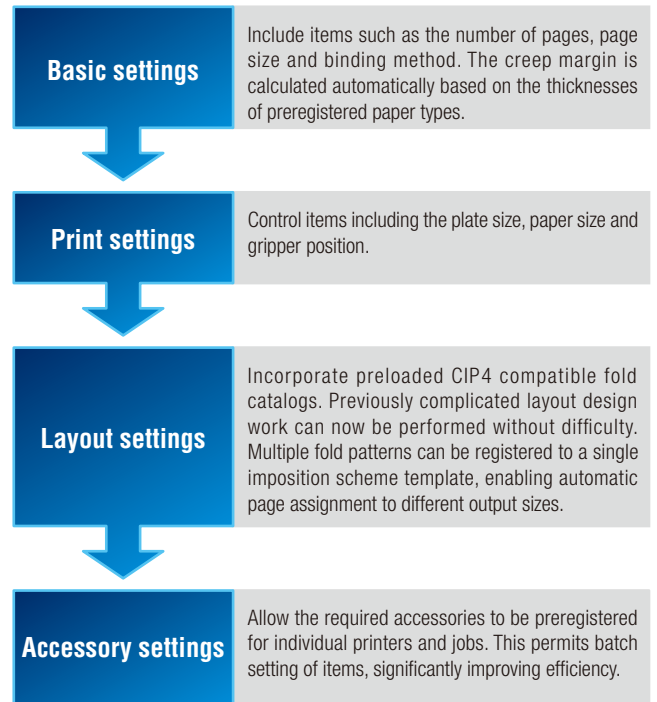 Basic settings
Include items such as the number of pages, page
size and binding method. The creep margin is
calculated automatically based on the thicknesses
of preregistered paper types.
Print settings
Control items including the plate size, paper size and
gripper position.
Layout settings
Incorporate preloaded CIP4 compatible fold
catalogs. Previously complicated layout design
work can now be performed without difficulty.
Multiple fold patterns can be registered to a single
imposition scheme template, enabling automatic
page assignment to different output sizes.
Accessory settings
Allow the required accessories to be preregistered
for individual printers and jobs. This permits batch
setting of items, significantly improving efficiency.